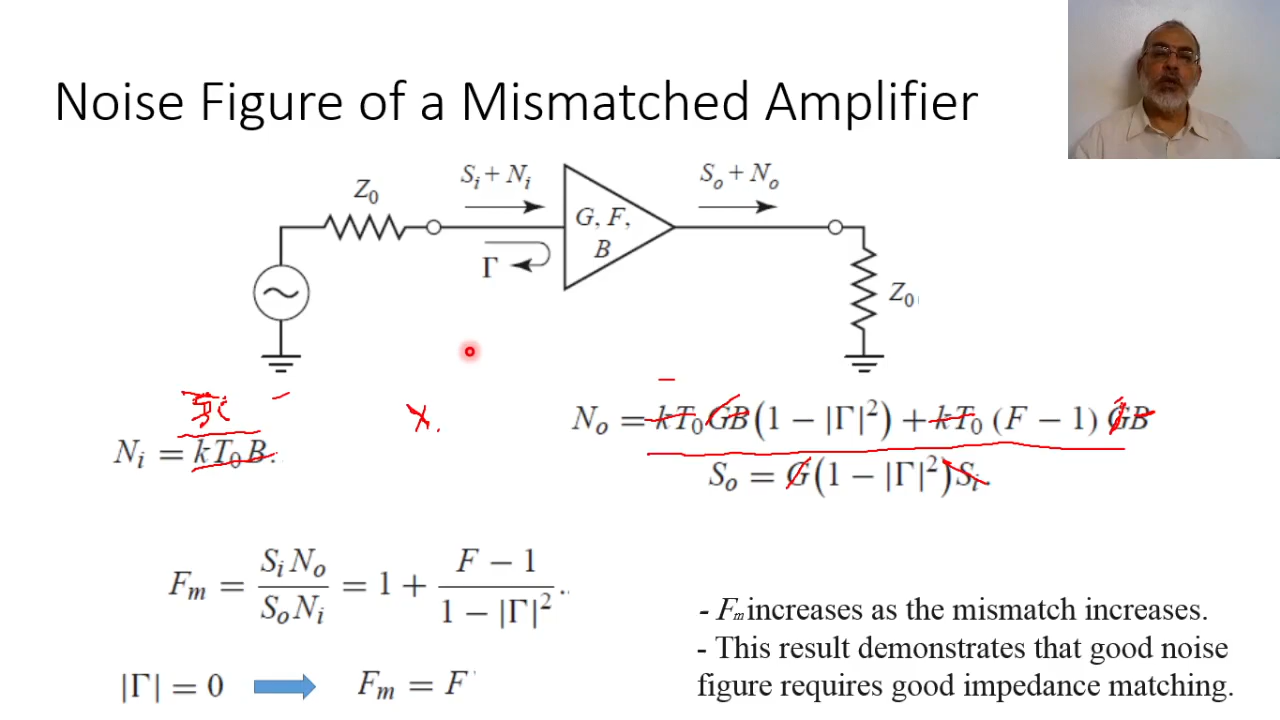 Noise Figure of a Mismatched Amplifier
Sᵢ + Nᵢ
Sₒ + Nₒ
Z₀
G, F,
B
Γ
Z₀
Nₒ = kT₀GB(1 − |Γ|²) + kT₀ (F − 1) GB
Nᵢ = kT₀B.
Sₒ = G(1 − |Γ|²)Sᵢ.
Fₘ = SᵢNₒ / SₒNᵢ = 1 + (F − 1) / (1 − |Γ|²).
- Fₘ increases as the mismatch increases.
- This result demonstrates that good noise
figure requires good impedance matching.
|Γ| = 0
Fₘ = F